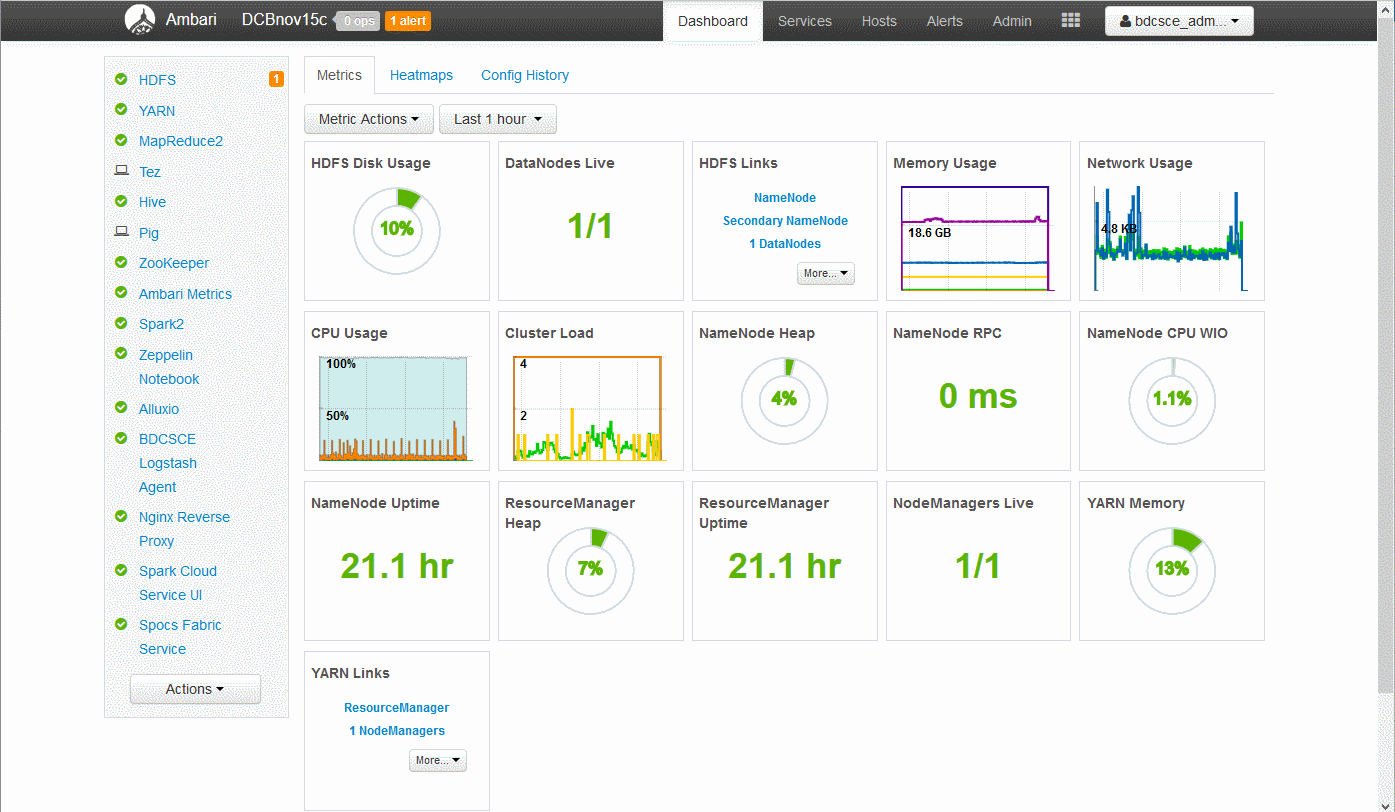 Ambari DCBnov15c 0 ops 1 alert Dashboard Services Hosts Alerts Admin bdcsce_adm...
HDFS 1
YARN
MapReduce2
Tez
Hive
Pig
ZooKeeper
Ambari Metrics
Spark2
Zeppelin
Notebook
Alluxio
BDCSCE
Logstash
Agent
Nginx Reverse
Proxy
Spark Cloud
Service UI
Spocs Fabric
Service
Actions
Metrics Heatmaps Config History
Metric Actions Last 1 hour
HDFS Disk Usage
10%
DataNodes Live
1/1
HDFS Links
NameNode
Secondary NameNode
1 DataNodes
More...
Memory Usage
18.6 GB
Network Usage
4.8 KB
CPU Usage
100%
50%
Cluster Load
4
2
NameNode Heap
4%
NameNode RPC
0 ms
NameNode CPU WIO
1.1%
NameNode Uptime
21.1 hr
ResourceManager
Heap
7%
ResourceManager
Uptime
21.1 hr
NodeManagers Live
1/1
YARN Memory
13%
YARN Links
ResourceManager
1 NodeManagers
More...